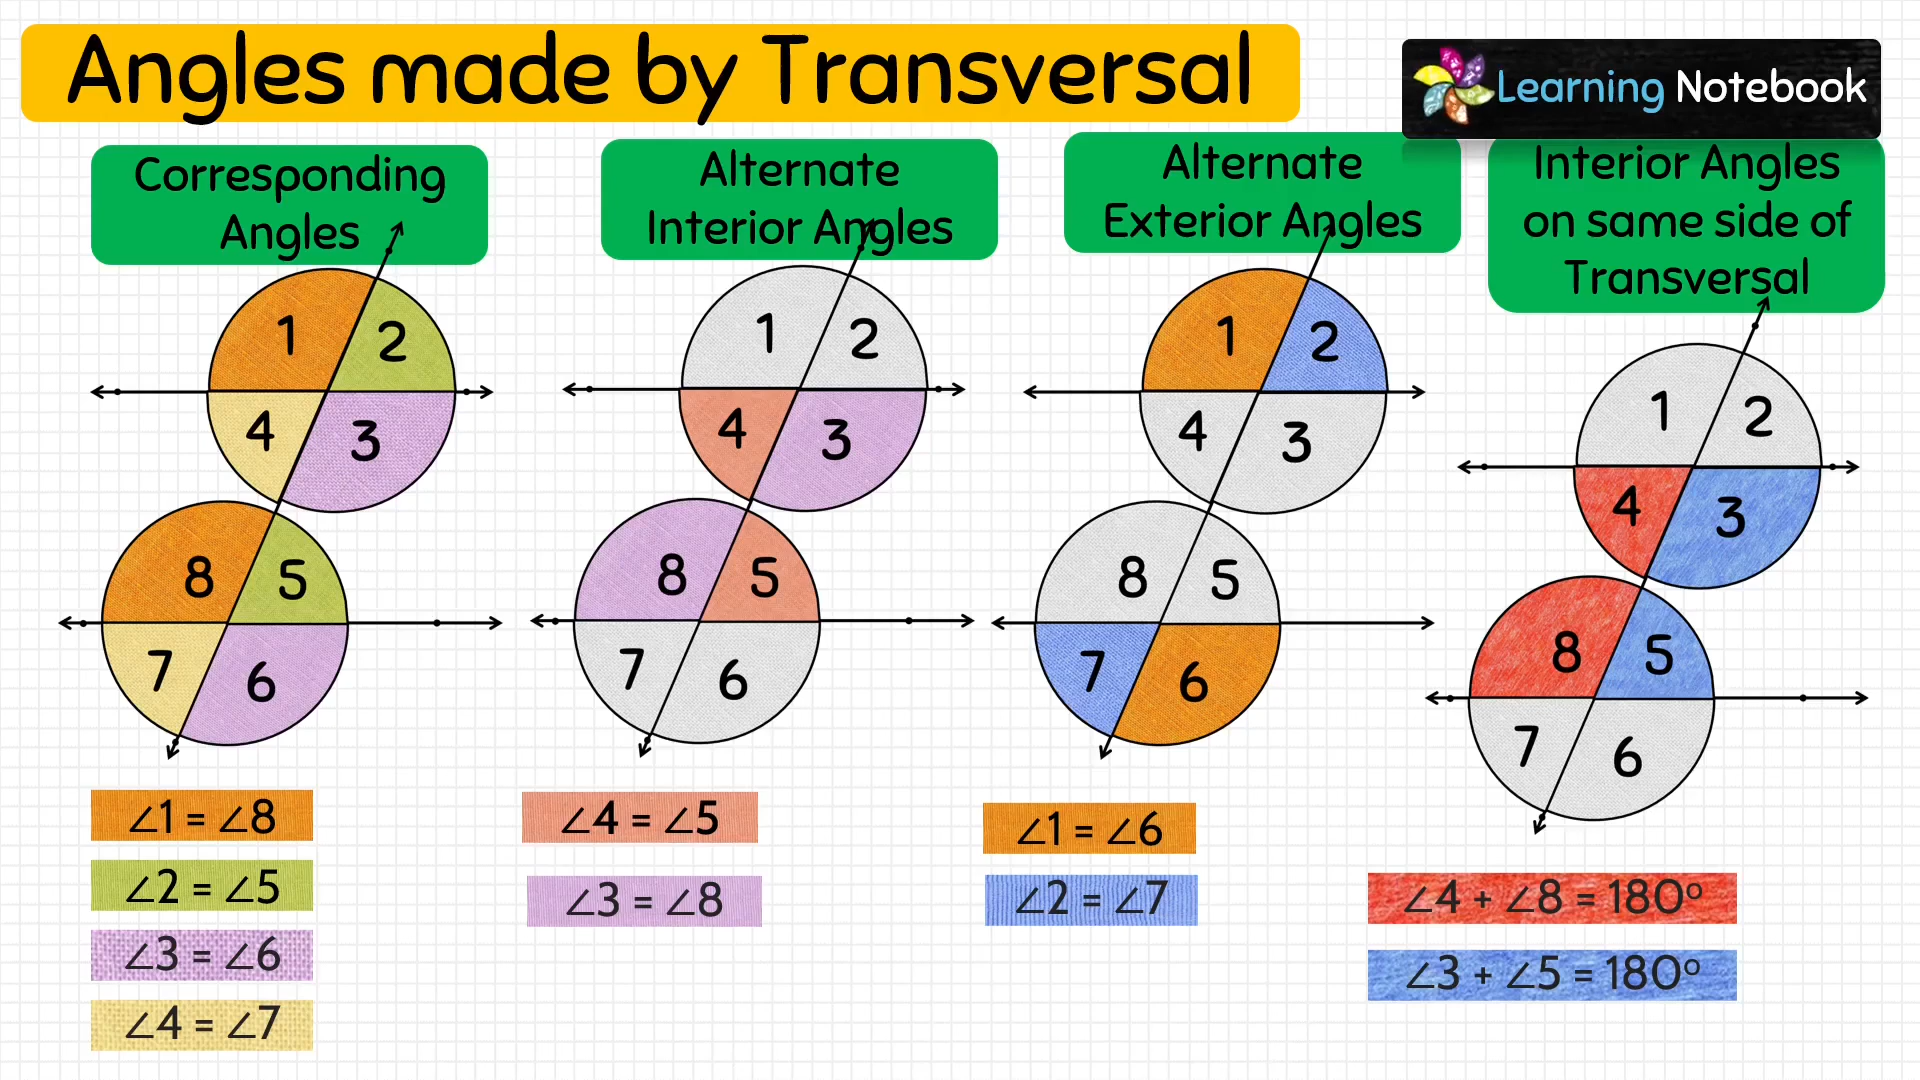 Angles made by Transversal
Learning Notebook
Corresponding
Angles
1
2
4
3
8
5
7
6
∠1 = ∠8
∠2 = ∠5
∠3 = ∠6
∠4 = ∠7
Alternate
Interior Angles
1
2
4
3
8
5
7
6
∠4 = ∠5
∠3 = ∠8
Alternate
Exterior Angles
1
2
4
3
8
5
7
6
∠1 = ∠6
∠2 = ∠7
Interior Angles
on same side of
Transversal
1
2
4
3
8
5
7
6
∠4 + ∠8 = 180°
∠3 + ∠5 = 180°